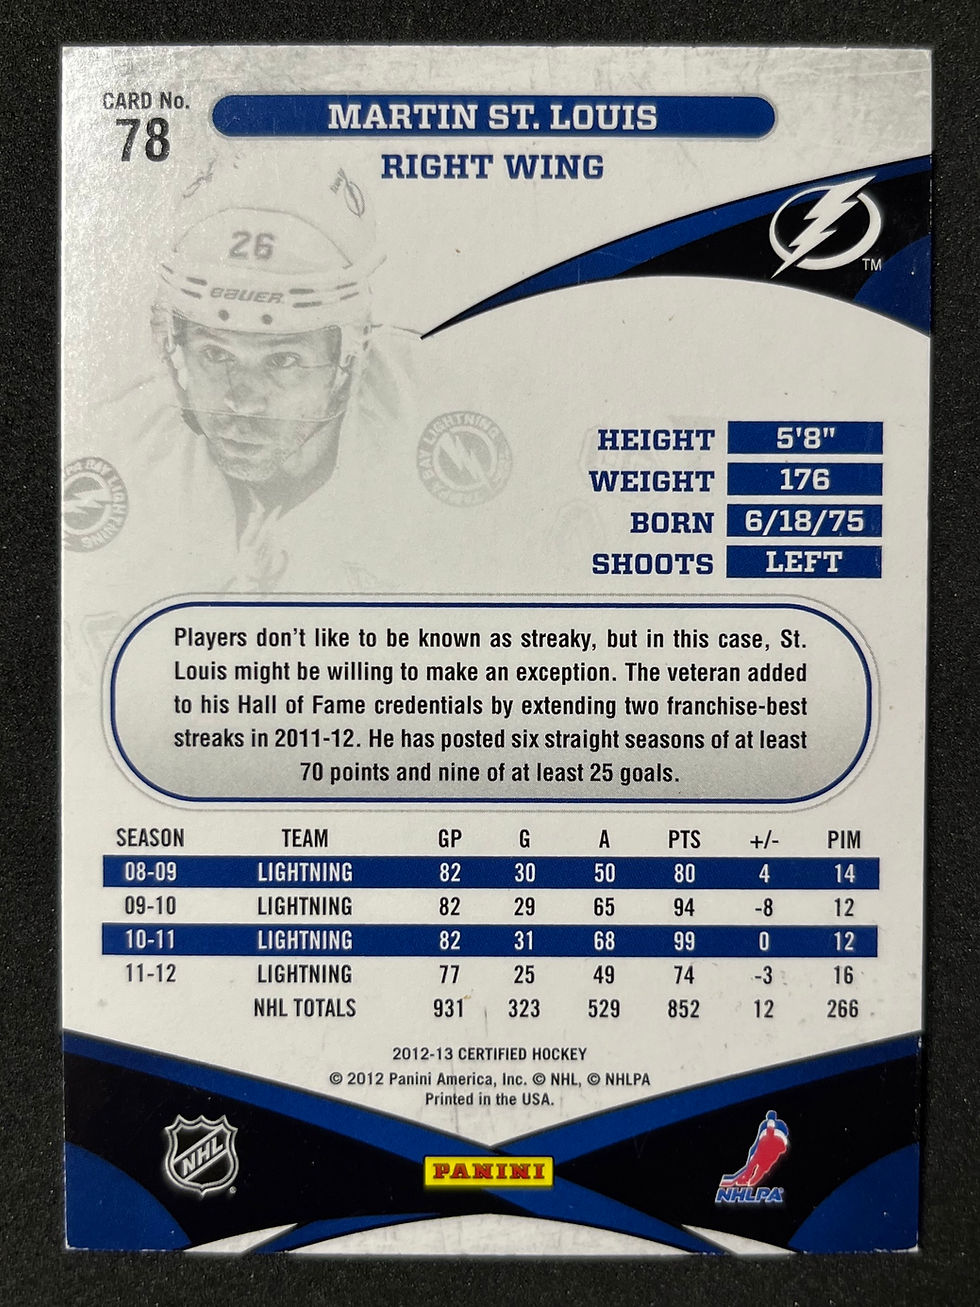 CARD No.
78
MARTIN ST. LOUIS
RIGHT WING
TM
26
BAUER
TAMPA BAY LIGHTNING
BAY LIGHTNING
HEIGHT 5'8"
WEIGHT 176
BORN 6/18/75
SHOOTS LEFT
Players don't like to be known as streaky, but in this case, St.
Louis might be willing to make an exception. The veteran added
to his Hall of Fame credentials by extending two franchise-best
streaks in 2011-12. He has posted six straight seasons of at least
70 points and nine of at least 25 goals.
SEASON TEAM GP G A PTS +/- PIM
08-09 LIGHTNING 82 30 50 80 4 14
09-10 LIGHTNING 82 29 65 94 -8 12
10-11 LIGHTNING 82 31 68 99 0 12
11-12 LIGHTNING 77 25 49 74 -3 16
NHL TOTALS 931 323 529 852 12 266
2012-13 CERTIFIED HOCKEY
© 2012 Panini America, Inc. © NHL, © NHLPA
Printed in the USA.
NHL
PANINI
NHLPA